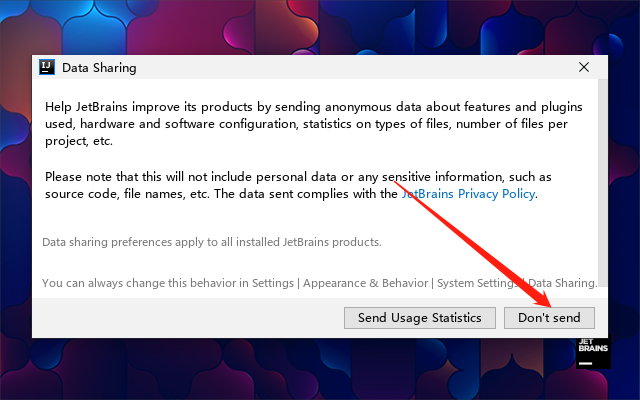 IJ
Data Sharing
Help JetBrains improve its products by sending anonymous data about features and plugins
used, hardware and software configuration, statistics on types of files, number of files per
project, etc.
Please note that this will not include personal data or any sensitive information, such as
source code, file names, etc. The data sent complies with the JetBrains Privacy Policy.
Data sharing preferences apply to all installed JetBrains products.
You can always change this behavior in Settings | Appearance & Behavior | System Settings | Data Sharing.
Send Usage Statistics
Don't send
JET
BRAINS